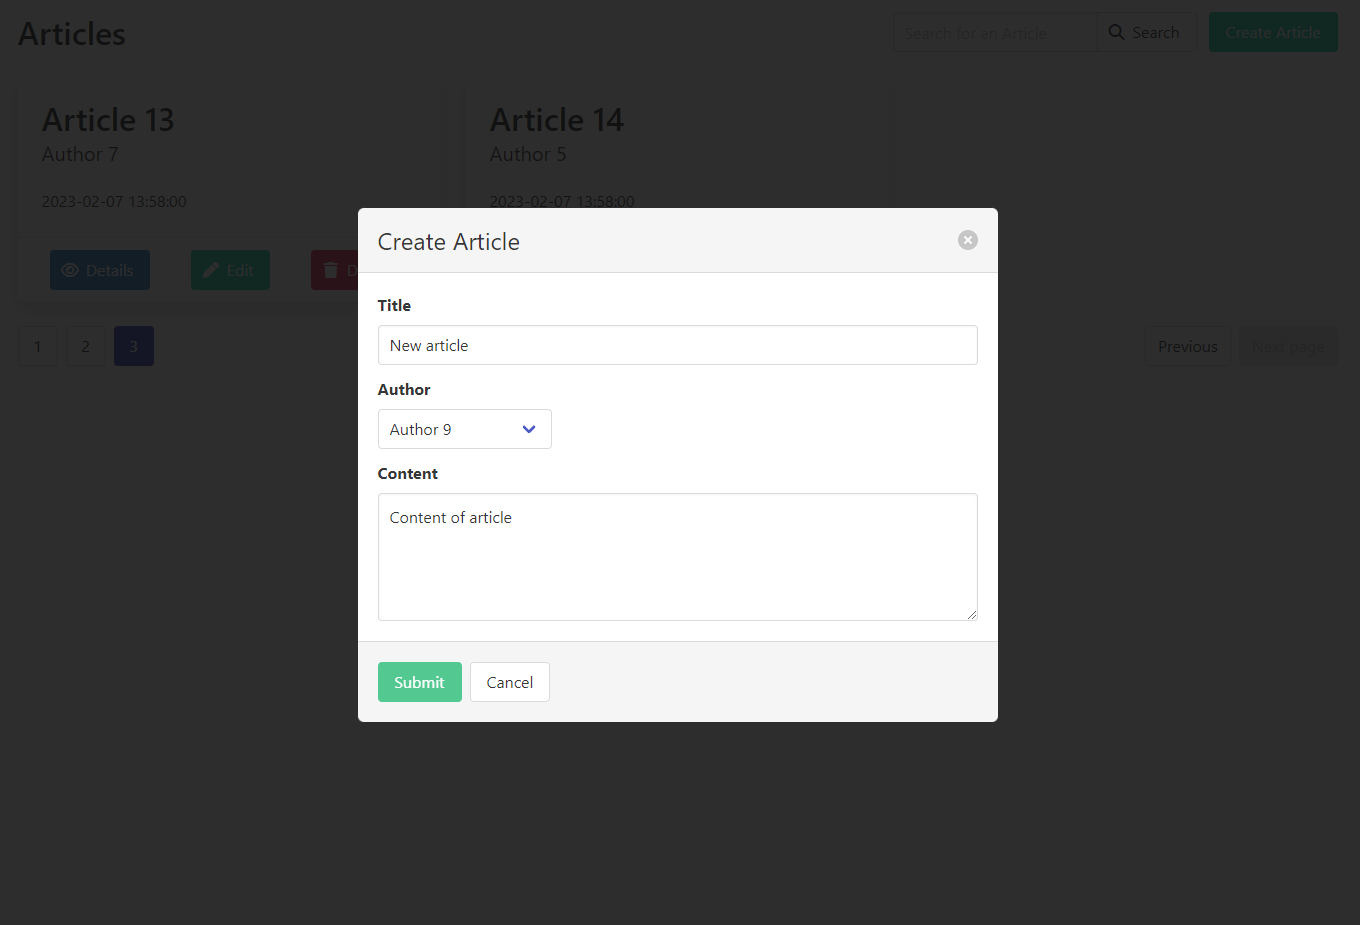 Articles
Search for an Article
Search
Create Article
Article 13
Author 7
2023-02-07 13:58:00
Details
Edit
D
Article 14
Author 5
2023-02-07 13:58:00
1
2
3
Previous
Next page
Create Article
Title
New article
Author
Author 9
Content
Content of article
Submit
Cancel